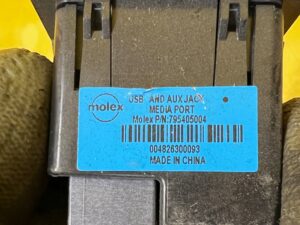 molex
USB AND AUX JACK
MEDIA PORT
Molex P/N:795405004
004826300093
MADE IN CHINA